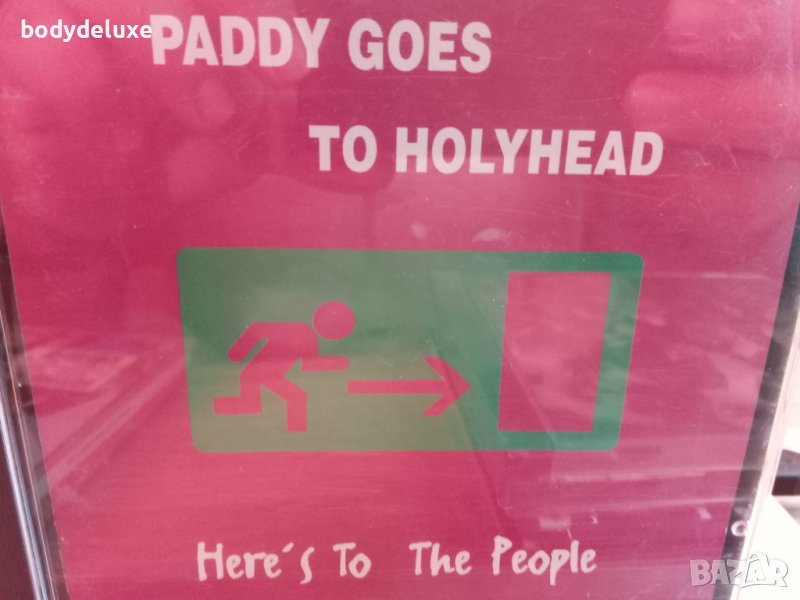 bodydeluxe
PADDY GOES
TO HOLYHEAD
Here´s To The People
BAZAR